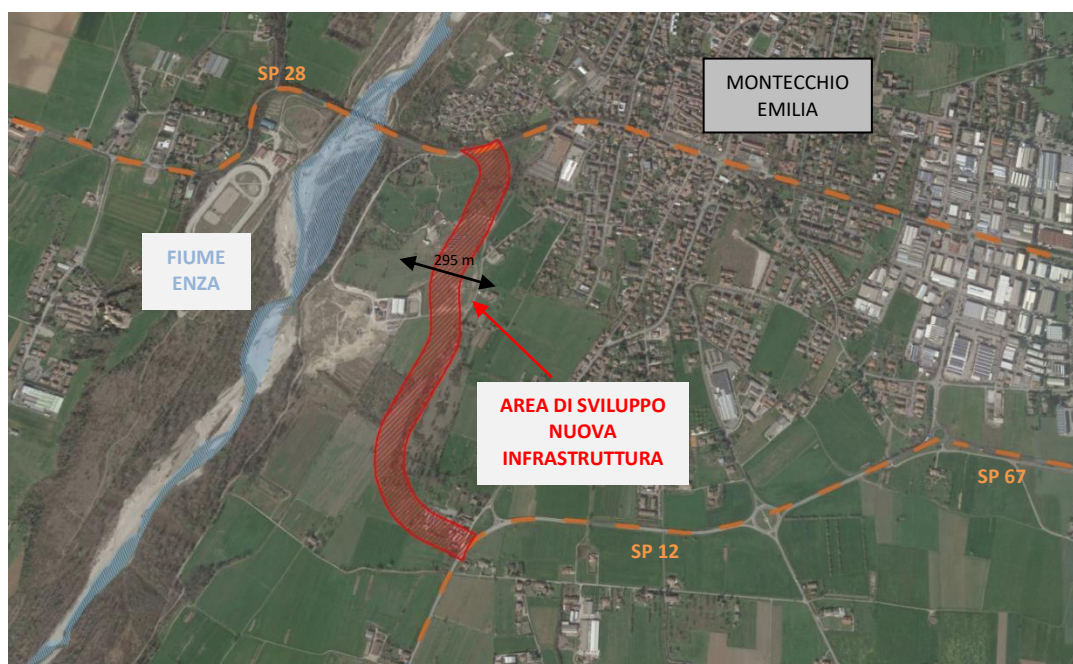 SP 28
MONTECCHIO
EMILIA
FIUME
ENZA
295 m
AREA DI SVILUPPO
NUOVA
INFRASTRUTTURA
SP 67
SP 12